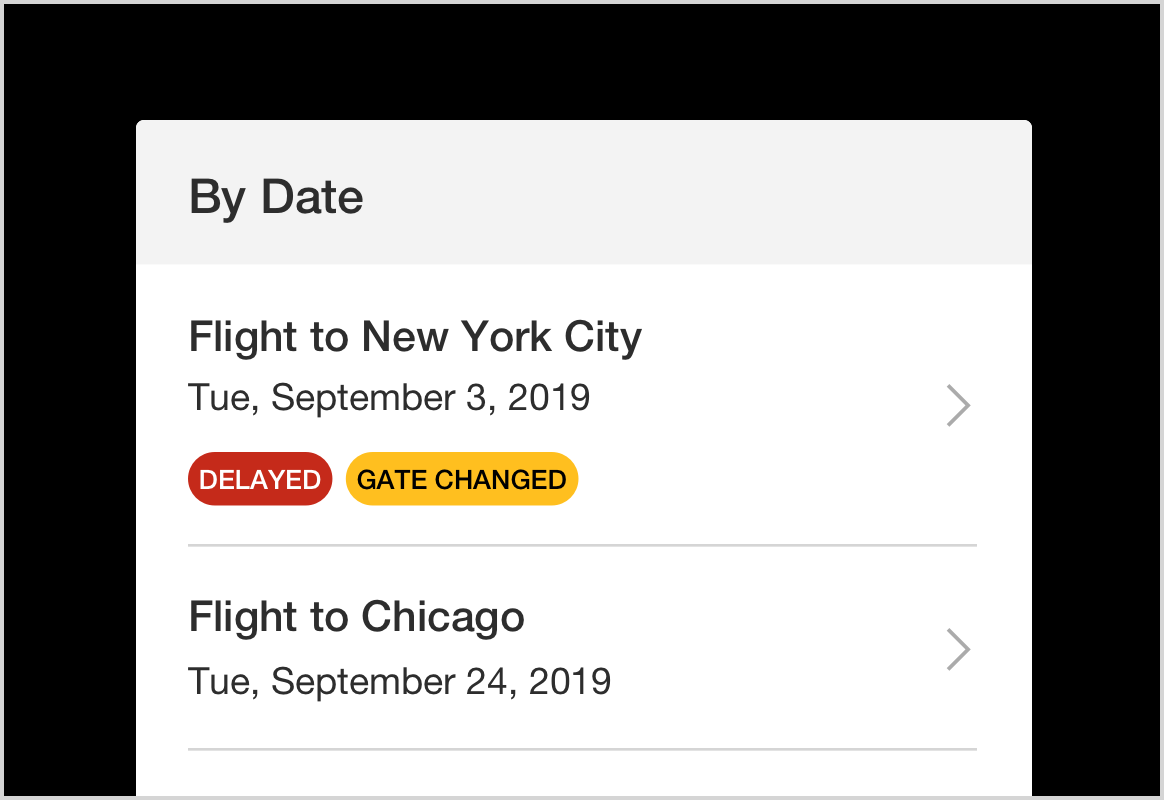 By Date
Flight to New York City
Tue, September 3, 2019
DELAYED GATE CHANGED
Flight to Chicago
Tue, September 24, 2019